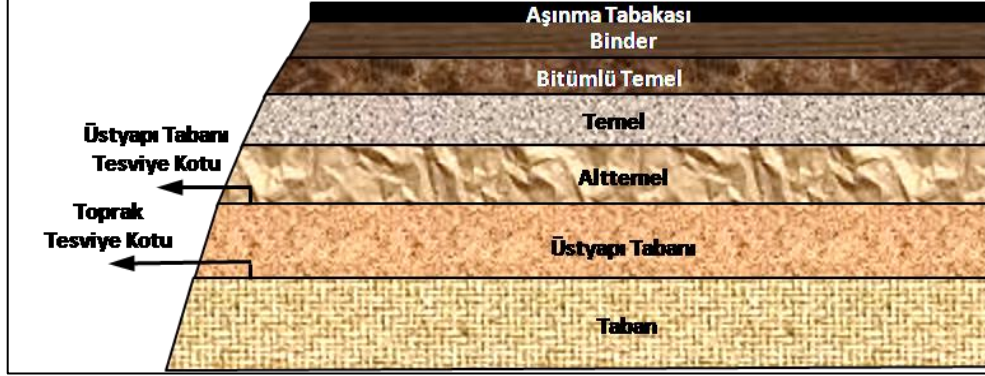 Aşınma Tabakası
Binder
Bitümlü Temel
Temel
Üstyapı Tabanı
Tesviye Kotu
Alttemel
Toprak
Tesviye Kotu
Üstyapı Tabanı
Taban